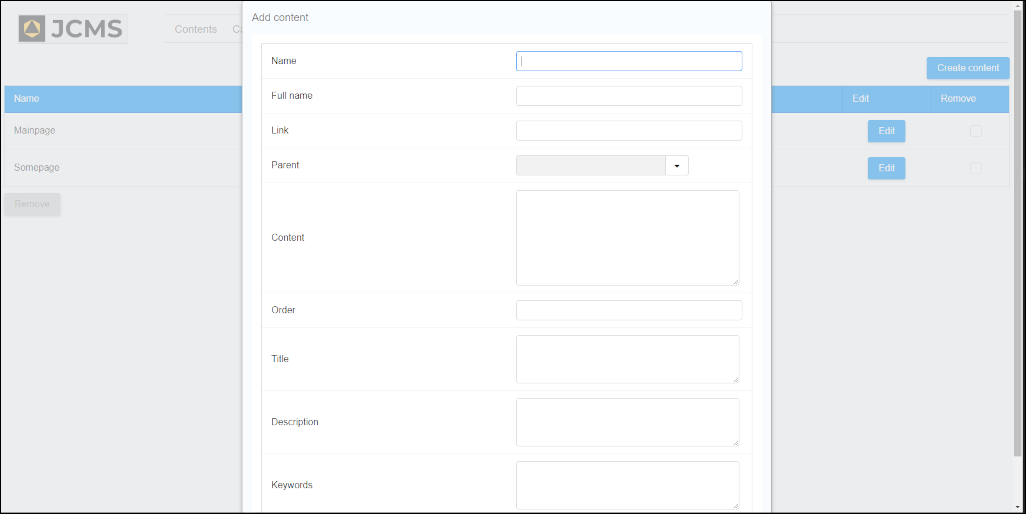 Add content
JCMS
Contents
Name
Create content
Full name
Name
Edit
Remove
Link
Mainpage
Edit
Parent
Somepage
Edit
Remove
Content
Order
Title
Description
Keywords